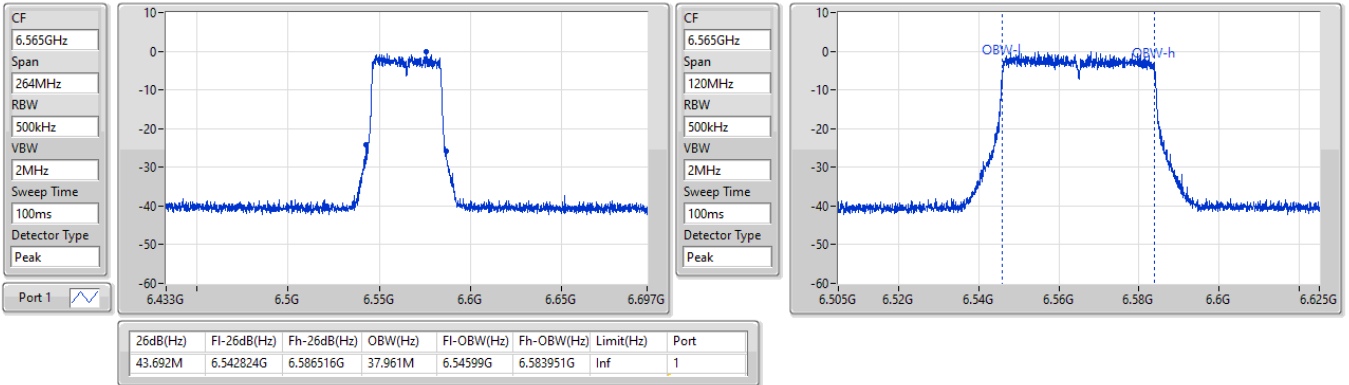 CF
6.565GHz
Span
264MHz
RBW
500kHz
VBW
2MHz
Sweep Time
100ms
Detector Type
Peak
Port 1
10
0
-10
-20
-30
-40
-50
-60
6.433G 6.5G 6.55G 6.6G 6.65G 6.697G
CF
6.565GHz
Span
120MHz
RBW
500kHz
VBW
2MHz
Sweep Time
100ms
Detector Type
Peak
10
0
-10
-20
-30
-40
-50
-60
OBW-l OBW-h
6.505G 6.52G 6.54G 6.56G 6.58G 6.6G 6.625G
26dB(Hz) Fl-26dB(Hz) Fh-26dB(Hz) OBW(Hz) Fl-OBW(Hz) Fh-OBW(Hz) Limit(Hz) Port
43.692M 6.542824G 6.586516G 37.961M 6.54599G 6.583951G Inf 1